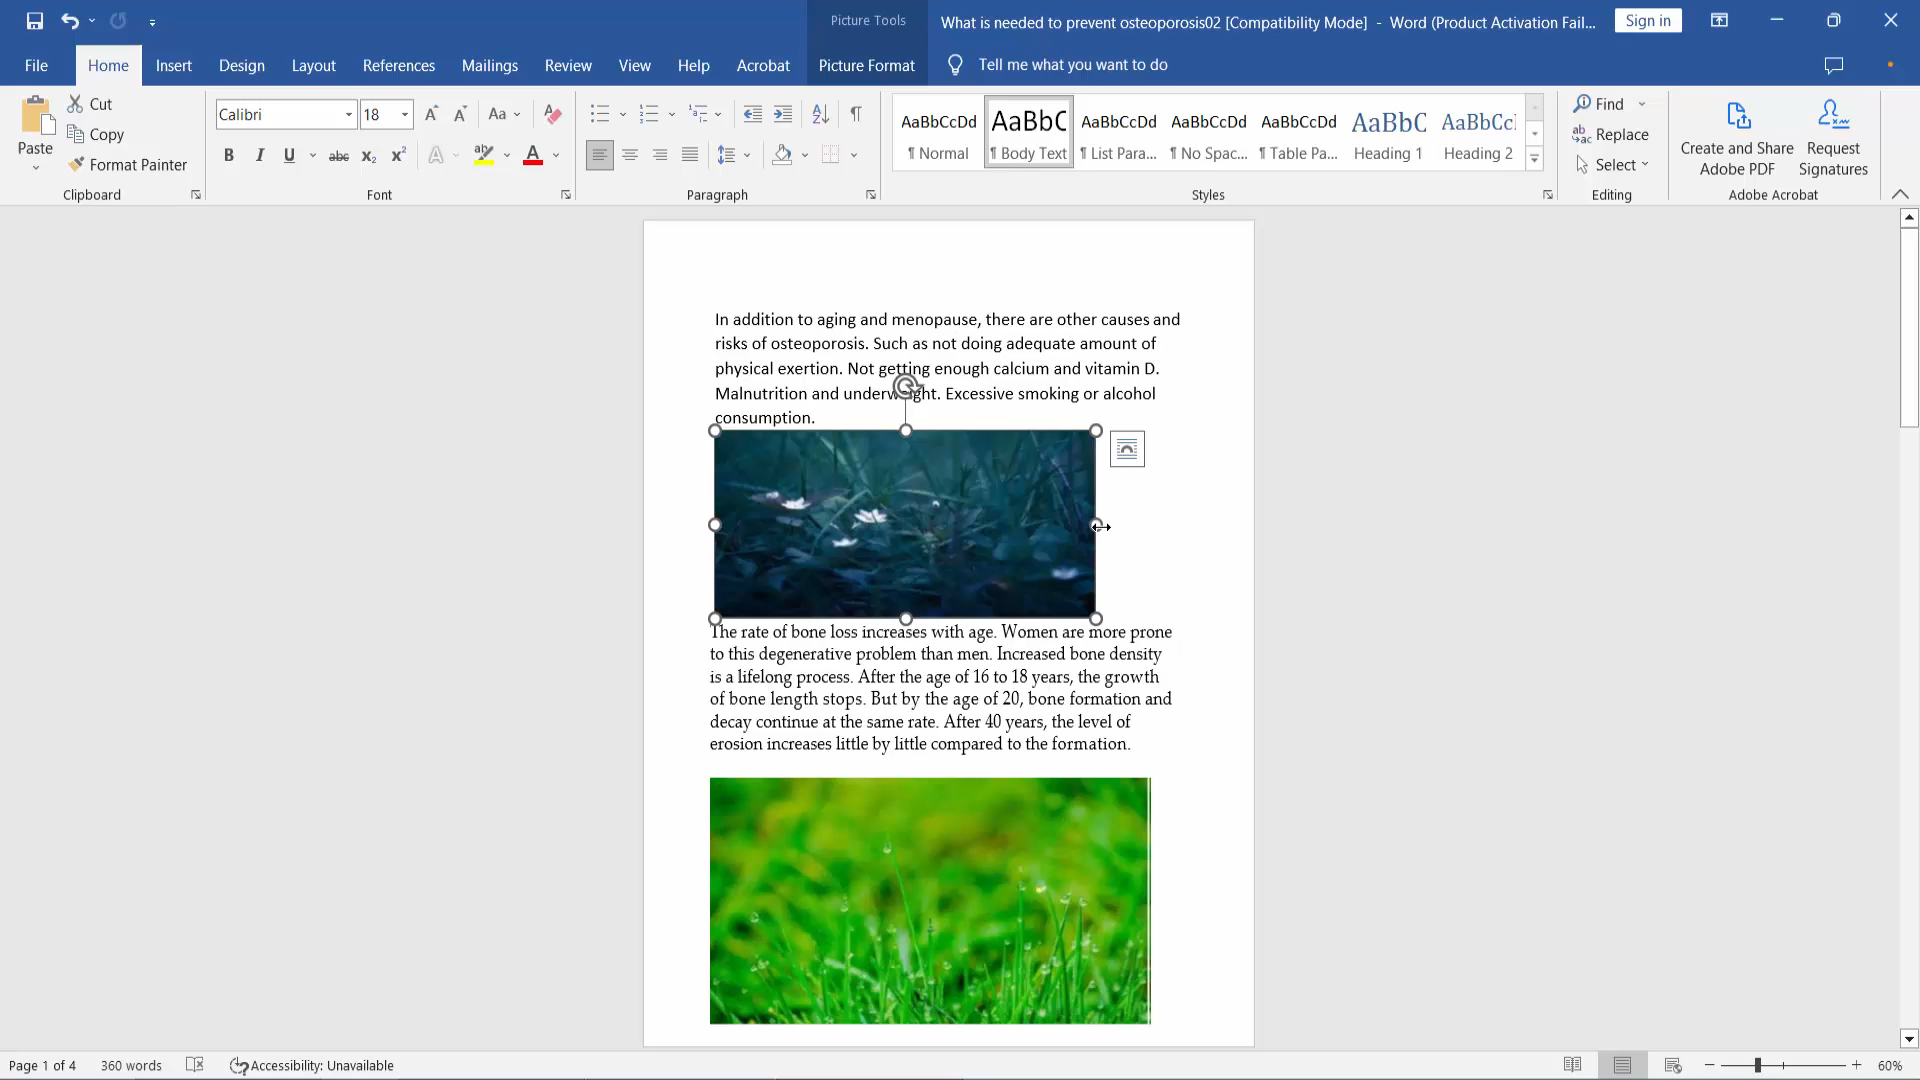 Picture Tools
What is needed to prevent osteoporosis02 [Compatibility Mode] - Word (Product Activation Fail...
Sign in
File Home Insert Design Layout References Mailings Review View Help Acrobat Picture Format Tell me what you want to do
Paste
Cut
Copy
Format Painter
Clipboard
Calibri 18
Aa
B I U abc x₂ x² A ab A
Font
Paragraph
AaBbCcDd AaBbC AaBbCcDd AaBbCcDd AaBbCcDd AaBbC AaBbCc
¶ Normal ¶ Body Text ¶ List Para... ¶ No Spac... ¶ Table Pa... Heading 1 Heading 2
Styles
Find
Replace
Select
Editing
Create and Share
Adobe PDF
Request
Signatures
Adobe Acrobat
In addition to aging and menopause, there are other causes and
risks of osteoporosis. Such as not doing adequate amount of
physical exertion. Not getting enough calcium and vitamin D.
Malnutrition and underweight. Excessive smoking or alcohol
consumption.
The rate of bone loss increases with age. Women are more prone
to this degenerative problem than men. Increased bone density
is a lifelong process. After the age of 16 to 18 years, the growth
of bone length stops. But by the age of 20, bone formation and
decay continue at the same rate. After 40 years, the level of
erosion increases little by little compared to the formation.
Page 1 of 4 360 words Accessibility: Unavailable 60%